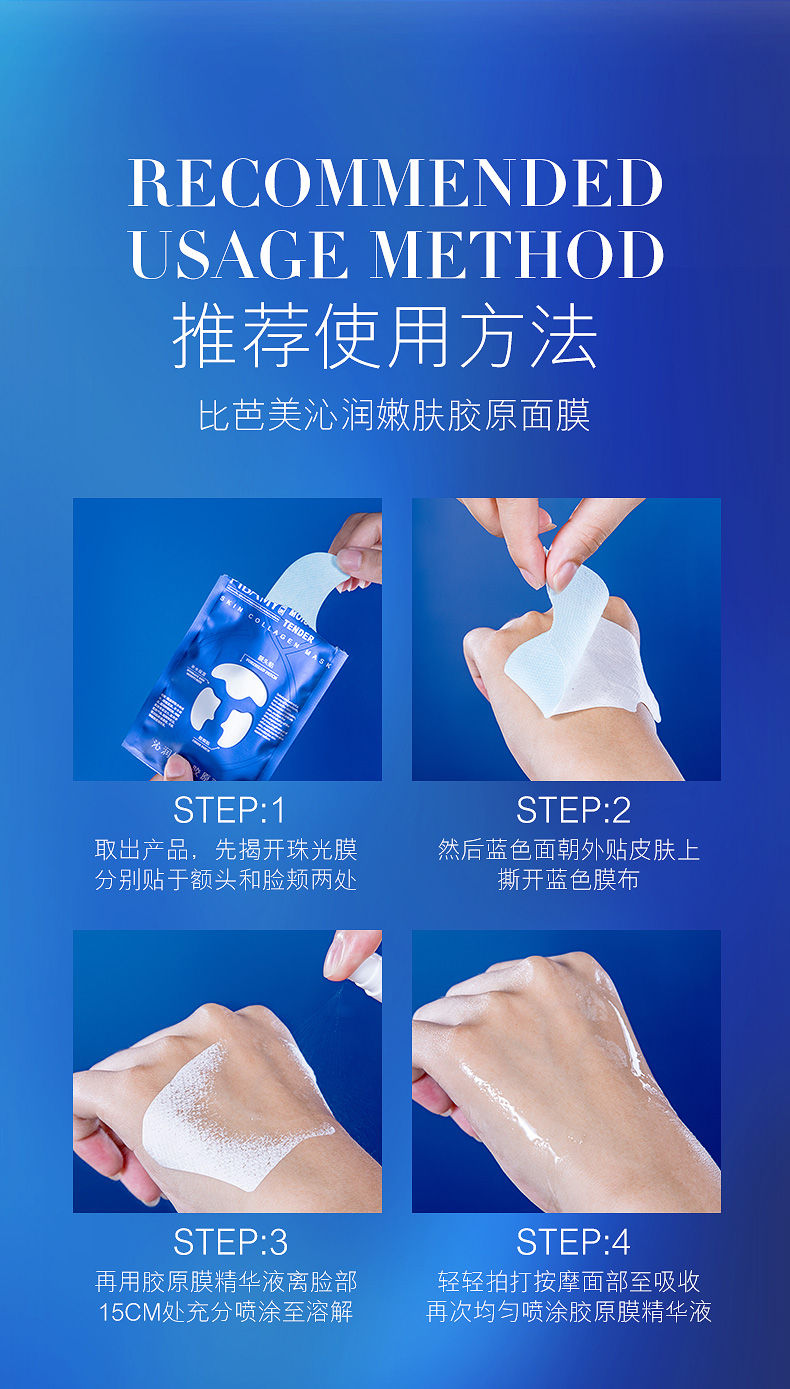 RECOMMENDED
USAGE METHOD
推荐使用方法
比芭美沁润嫩肤胶原面膜
TENDER
SKIN COLLAGEN MASK
额头贴
STEP:1
取出产品，先揭开珠光膜
分别贴于额头和脸颊两处
STEP:2
然后蓝色面朝外贴皮肤上
撕开蓝色膜布
STEP:3
再用胶原膜精华液离脸部
15CM处充分喷涂至溶解
STEP:4
轻轻拍打按摩面部至吸收
再次均匀喷涂胶原膜精华液